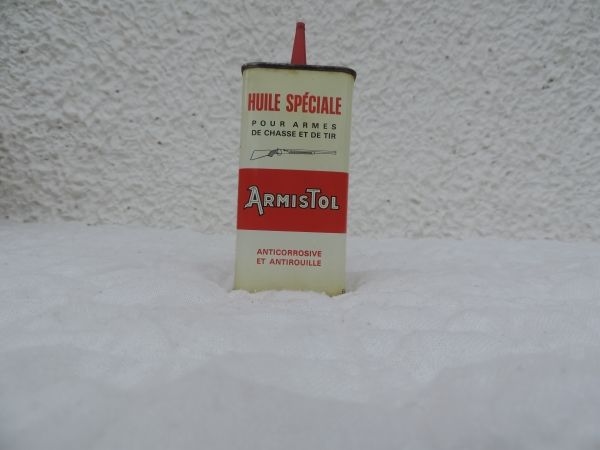 HUILE SPÉCIALE
POUR ARMES
DE CHASSE ET DE TIR
ARMISTOL
ANTICORROSIVE
ET ANTIROUILLE